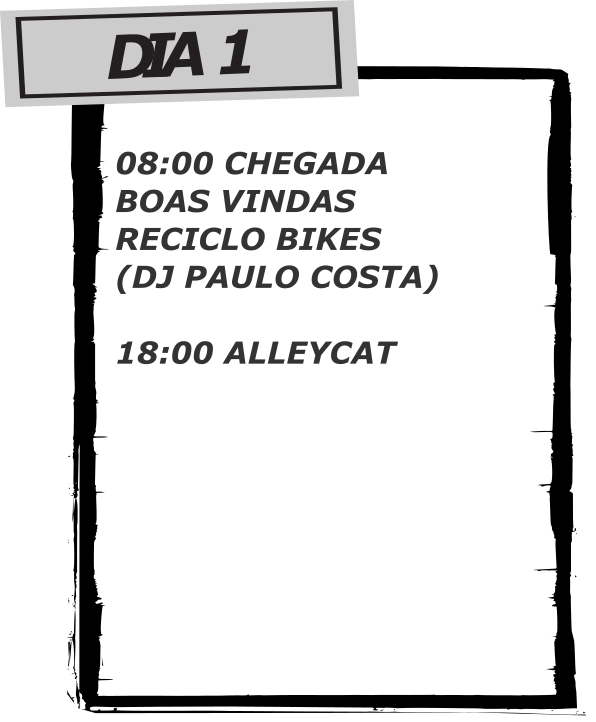 DIA 1
08:00 CHEGADA
BOAS VINDAS
RECICLO BIKES
(DJ PAULO COSTA)
18:00 ALLEYCAT